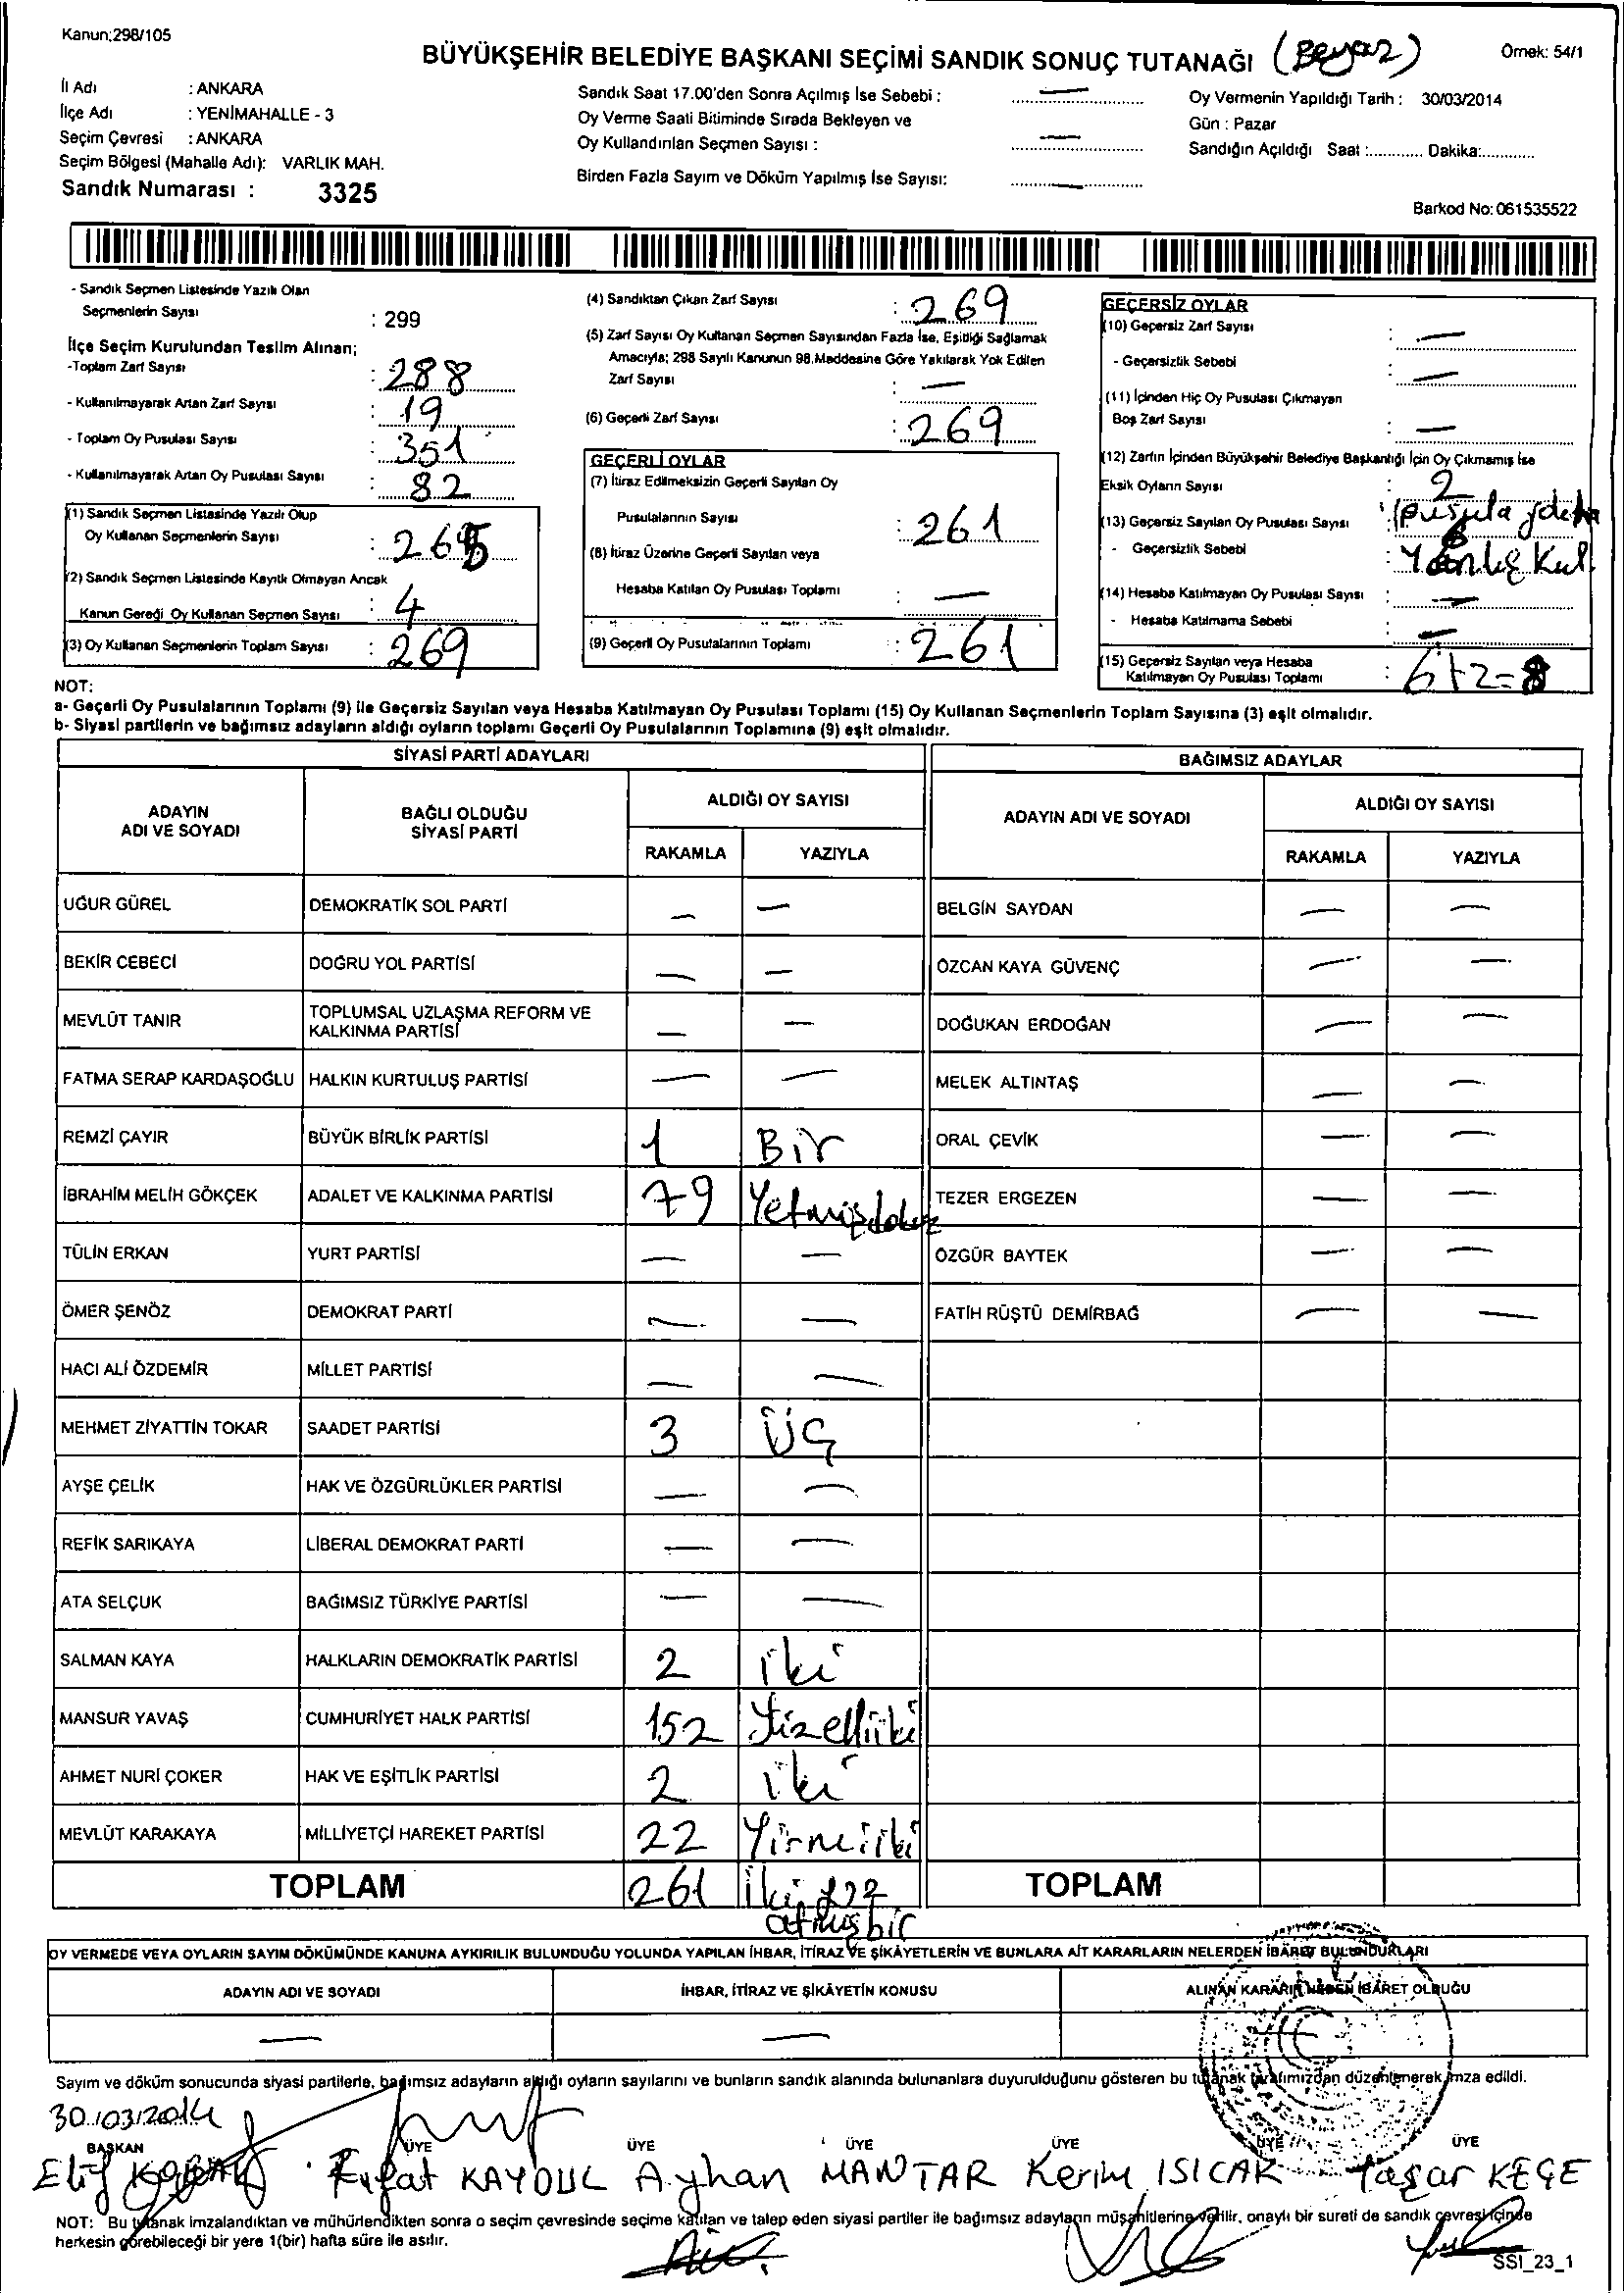 Kanun;298/105
BÜYÜKŞEHİR BELEDİYE BAŞKANI SEÇİMİ SANDIK SONUÇ TUTANAĞI (Beyaz)
Örnek: 54/1
İl Adı : ANKARA
İlçe Adı : YENİMAHALLE - 3
Seçim Çevresi : ANKARA
Seçim Bölgesi (Mahalle Adı): VARLIK MAH.
Sandık Numarası : 3325
Sandık Saat 17.00'den Sonra Açılmış İse Sebebi : —
Oy Verme Saati Bitiminde Sırada Bekleyen ve
Oy Kullandırılan Seçmen Sayısı : —
Birden Fazla Sayım ve Döküm Yapılmış İse Sayısı: —
Oy Vermenin Yapıldığı Tarih : 30/03/2014
Gün : Pazar
Sandığın Açıldığı Saat :............ Dakika:............
Barkod No: 061535522
- Sandık Seçmen Listesinde Yazılı Olan
Seçmenlerin Sayısı : 299
İlçe Seçim Kurulundan Teslim Alınan;
-Toplam Zarf Sayısı : 288
- Kullanılmayarak Artan Zarf Sayısı : 19
- Toplam Oy Pusulası Sayısı : 351
- Kullanılmayarak Artan Oy Pusulası Sayısı : 82
(1) Sandık Seçmen Listesinde Yazılı Olup
Oy Kullanan Seçmenlerin Sayısı : 265
(2) Sandık Seçmen Listesinde Kayıtlı Olmayan Ancak
Kanun Gereği Oy Kullanan Seçmen Sayısı : 4
(3) Oy Kullanan Seçmenlerin Toplam Sayısı : 269
(4) Sandıktan Çıkan Zarf Sayısı : 269
(5) Zarf Sayısı Oy Kullanan Seçmen Sayısından Fazla İse, Eşitliği Sağlamak
Amacıyla; 298 Sayılı Kanunun 98.Maddesine Göre Yakılarak Yok Edilen
Zarf Sayısı : —
(6) Geçerli Zarf Sayısı : 269
GEÇERLİ OYLAR
(7) İtiraz Edilmeksizin Geçerli Sayılan Oy
Pusulalarının Sayısı : 261
(8) İtiraz Üzerine Geçerli Sayılan veya
Hesaba Katılan Oy Pusulası Toplamı : —
(9) Geçerli Oy Pusulalarının Toplamı : 261
GEÇERSİZ OYLAR
(10) Geçersiz Zarf Sayısı : —
- Geçersizlik Sebebi : —
(11) İçinden Hiç Oy Pusulası Çıkmayan
Boş Zarf Sayısı : —
(12) Zarfın İçinden Büyükşehir Belediye Başkanlığı İçin Oy Çıkmamış İse
Eksik Oyların Sayısı : 2
(13) Geçersiz Sayılan Oy Pusulası Sayısı : 6
- Geçersizlik Sebebi : Yanlış Kul.
(14) Hesaba Katılmayan Oy Pusulası Sayısı : —
- Hesaba Katılmama Sebebi : —
(15) Geçersiz Sayılan veya Hesaba
Katılmayan Oy Pusulası Toplamı : 6+2=8
NOT:
a- Geçerli Oy Pusulalarının Toplamı (9) ile Geçersiz Sayılan veya Hesaba Katılmayan Oy Pusulası Toplamı (15) Oy Kullanan Seçmenlerin Toplam Sayısına (3) eşit olmalıdır.
b- Siyasi partilerin ve bağımsız adayların aldığı oyların toplamı Geçerli Oy Pusulalarının Toplamına (9) eşit olmalıdır.
SİYASİ PARTİ ADAYLARI
BAĞIMSIZ ADAYLAR
ADAYIN ADI VE SOYADI
BAĞLI OLDUĞU SİYASİ PARTİ
ALDIĞI OY SAYISI
ADAYIN ADI VE SOYADI
ALDIĞI OY SAYISI
RAKAMLA YAZIYLA RAKAMLA YAZIYLA
UĞUR GÜREL DEMOKRATİK SOL PARTİ — — BELGİN SAYDAN — —
BEKİR CEBECİ DOĞRU YOL PARTİSİ — — ÖZCAN KAYA GÜVENÇ — —
MEVLÜT TANIR TOPLUMSAL UZLAŞMA REFORM VE KALKINMA PARTİSİ — — DOĞUKAN ERDOĞAN — —
FATMA SERAP KARDAŞOĞLU HALKIN KURTULUŞ PARTİSİ — — MELEK ALTINTAŞ — —
REMZİ ÇAYIR BÜYÜK BİRLİK PARTİSİ 1 Bir ORAL ÇEVİK — —
İBRAHİM MELİH GÖKÇEK ADALET VE KALKINMA PARTİSİ 79 Yetmişdokuz TEZER ERGEZEN — —
TÜLİN ERKAN YURT PARTİSİ — — ÖZGÜR BAYTEK — —
ÖMER ŞENÖZ DEMOKRAT PARTİ — — FATİH RÜŞTÜ DEMİRBAĞ — —
HACI ALİ ÖZDEMİR MİLLET PARTİSİ — —
MEHMET ZİYATTİN TOKAR SAADET PARTİSİ 3 ÜÇ
AYŞE ÇELİK HAK VE ÖZGÜRLÜKLER PARTİSİ — —
REFİK SARIKAYA LİBERAL DEMOKRAT PARTİ — —
ATA SELÇUK BAĞIMSIZ TÜRKİYE PARTİSİ — —
SALMAN KAYA HALKLARIN DEMOKRATİK PARTİSİ 2 iki
MANSUR YAVAŞ CUMHURİYET HALK PARTİSİ 152 Yüzelliiki
AHMET NURİ ÇOKER HAK VE EŞİTLİK PARTİSİ 2 iki
MEVLÜT KARAKAYA MİLLİYETÇİ HAREKET PARTİSİ 22 Yirmiiki
TOPLAM 261 İki yüz atmışbir TOPLAM
OY VERMEDE VEYA OYLARIN SAYIM DÖKÜMÜNDE KANUNA AYKIRILIK BULUNDUĞU YOLUNDA YAPILAN İHBAR, İTİRAZ VE ŞİKÂYETLERİN VE BUNLARA AİT KARARLARIN NELERDEN İBARET BULUNDUKLARI
ADAYIN ADI VE SOYADI İHBAR, İTİRAZ VE ŞİKÂYETİN KONUSU ALINAN KARARIN NEDEN İBARET OLDUĞU
— — —
Sayım ve döküm sonucunda siyasi partilerle, bağımsız adayların aldığı oyların sayılarını ve bunların sandık alanında bulunanlara duyurulduğunu gösteren bu tutanak tarafımızdan düzenlenerek imza edildi.
30/03/2014
BAŞKAN ÜYE ÜYE ÜYE ÜYE ÜYE ÜYE
Elif Rıfat KAYDUL Ayhan MANTAR Kerim ISICAK Yaşar KEÇE
NOT: Bu tutanak imzalandıktan ve mühürlendikten sonra o seçim çevresinde seçime katılan ve talep eden siyasi partiler ile bağımsız adayların müşahitlerine verilir, onaylı bir sureti de sandık çevresi içinde
herkesin görebileceği bir yere 1(bir) hafta süre ile asılır.
SSI_23_1